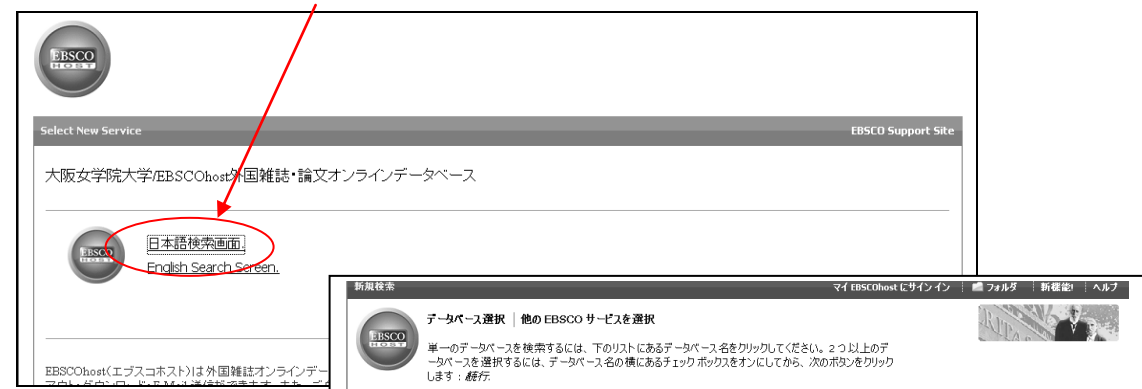 EBSCO
HOST
Select New Service
EBSCO Support Site
大阪女学院大学/EBSCOhost外国雑誌・論文オンラインデータベース
EBSCO
HOST
日本語検索画面.
English Search Screen.
EBSCOhost(エブスコホスト)は外国雑誌オンラインデー
新規検索
マイ EBSCOhost にサイン イン
フォルダ
新機能!
ヘルプ
EBSCO
HOST
データベース選択 | 他の EBSCO サービスを選択
単一のデータベースを検索するには、下のリストにあるデータベース名をクリックしてください。2つ以上のデ
ータベースを選択するには、データベース名の横にあるチェック ボックスをオンにしてから、次のボタンをクリック
します : 続行.